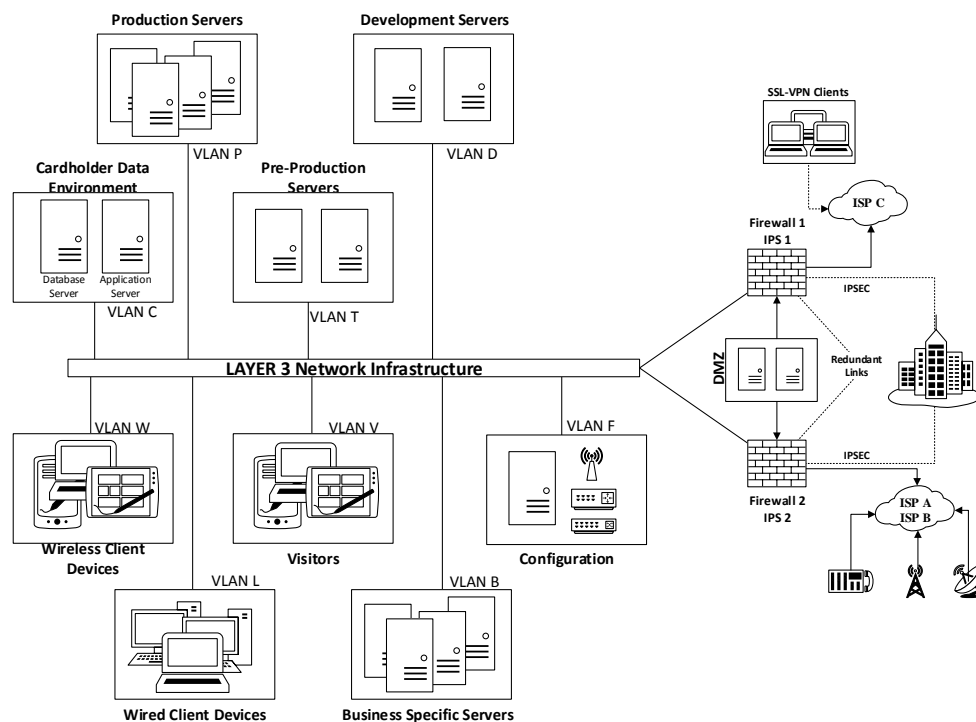 Production Servers
Development Servers
VLAN P
VLAN D
SSL-VPN Clients
Cardholder Data
Environment
Pre-Production
Servers
Database
Server
Application
Server
VLAN C
VLAN T
ISP C
Firewall 1
IPS 1
IPSEC
LAYER 3 Network Infrastructure
DMZ
Redundant
Links
VLAN W
VLAN V
VLAN F
IPSEC
Firewall 2
IPS 2
ISP A
ISP B
Wireless Client
Devices
Visitors
Configuration
VLAN L
VLAN B
Wired Client Devices
Business Specific Servers